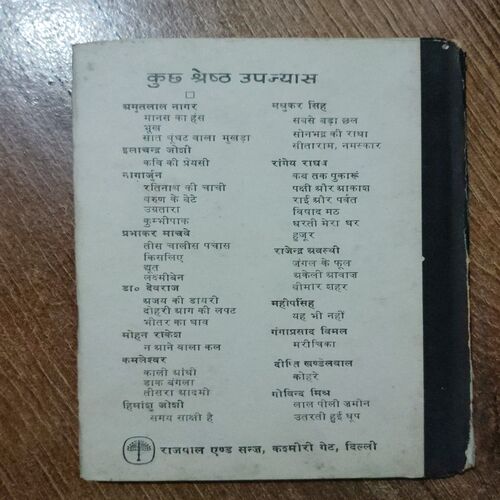 कुछ श्रेष्ठ उपन्यास
अमृतलाल नागर
मानस का हंस
भूख
सात घूंघट वाला मुखड़ा
इलाचन्द्र जोशी
कवि की प्रेयसी
नागार्जुन
रतिनाथ की चाची
वरुण के बेटे
उग्रतारा
कुम्भीपाक
प्रभाकर माचवे
तीस चालीस पचास
किसलिए
द्यूत
लक्ष्मीबेन
डा० देवराज
अजय की डायरी
दोहरी आग की लपट
भीतर का घाव
मोहन राकेश
न आने वाला कल
कमलेश्वर
काली आंधी
डाक बंगला
तीसरा आदमी
हिमांशु जोशी
समय साक्षी है
मधुकर सिंह
सबसे बड़ा छल
सोनभद्र की राधा
सीताराम, नमस्कार
रांगेय राघव
कब तक पुकारूं
पक्षी और आकाश
राई और पर्वत
विषाद मठ
धरती मेरा घर
हुजूर
राजेन्द्र अवस्थी
जंगल के फूल
अकेली आवाज
बीमार शहर
महीपसिंह
यह भी नहीं
गंगाप्रसाद विमल
मरीचिका
दीप्ति खण्डेलवाल
कोहरे
गोविन्द मिश्र
लाल पीली जमीन
उतरती हुई धूप
राजपाल एण्ड सन्ज़, कश्मीरी गेट, दिल्ली